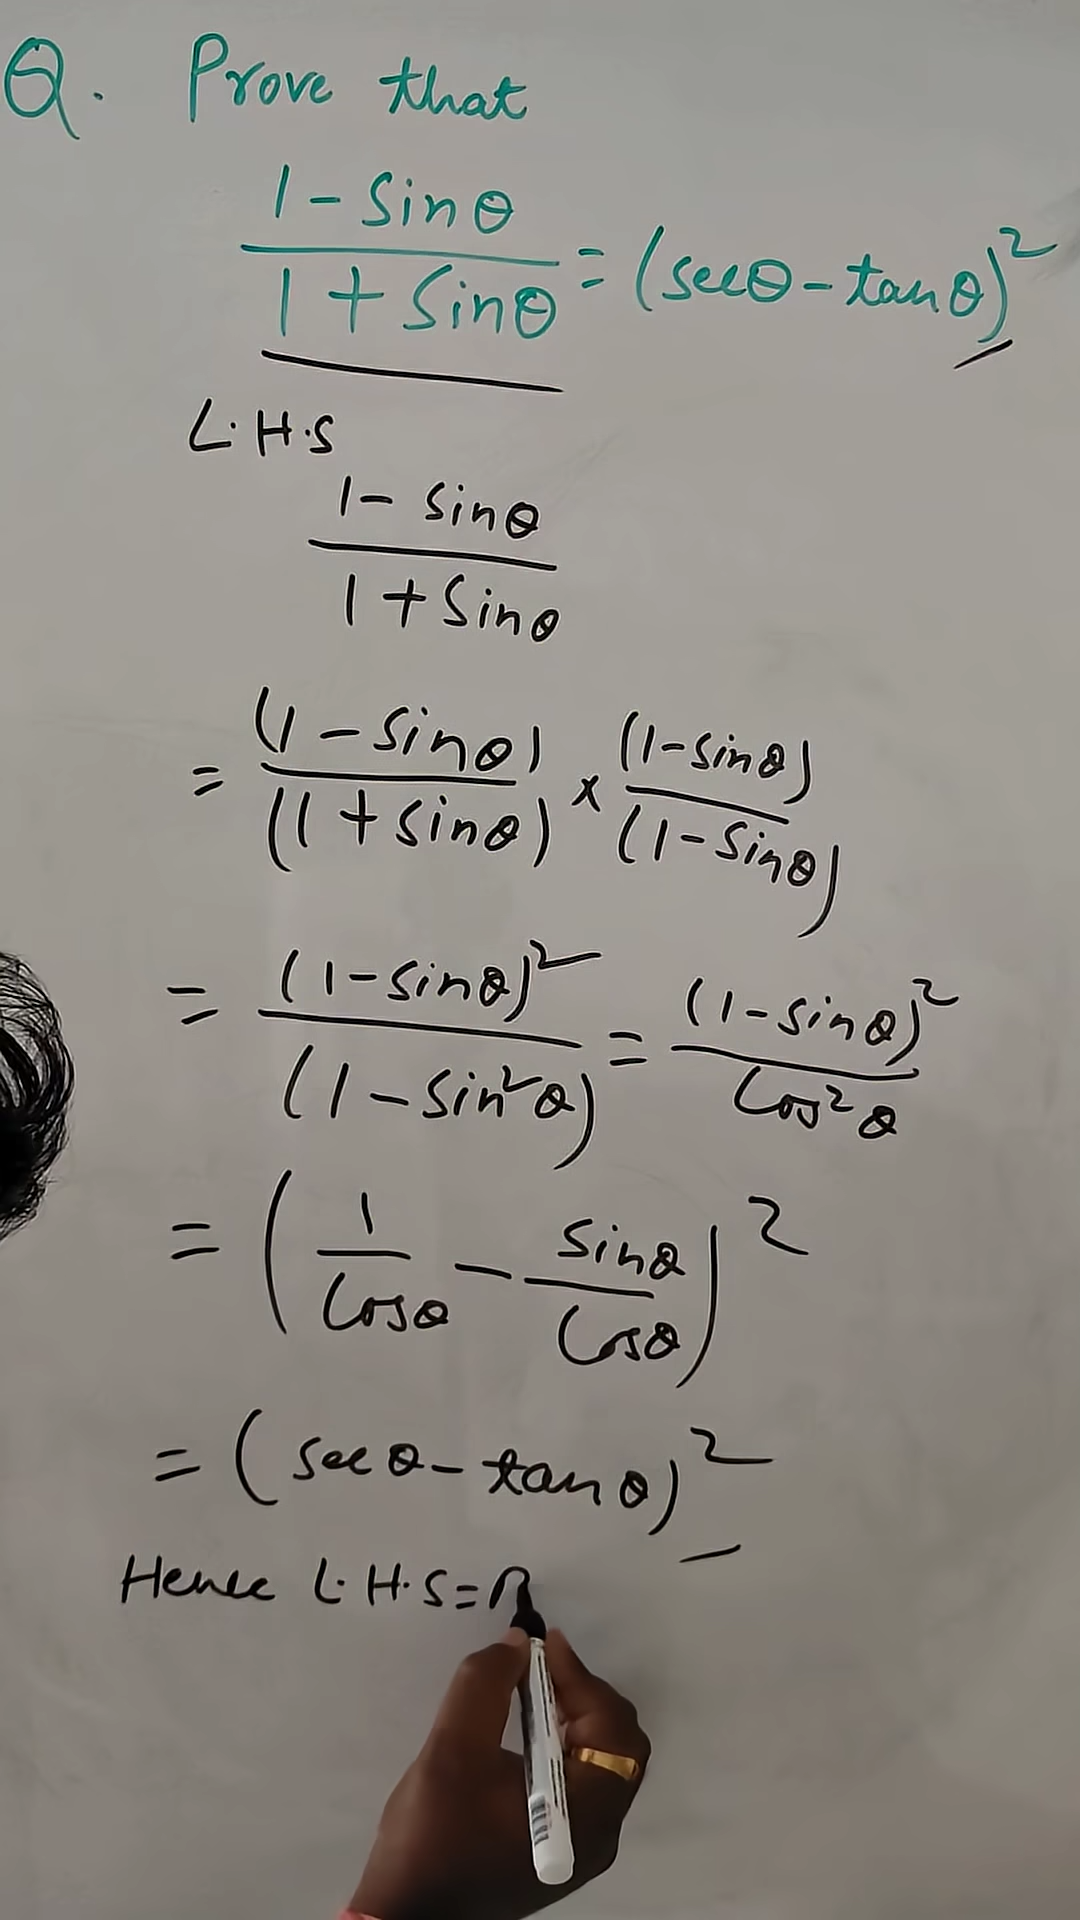 Q. Prove that
(1 - Sinθ)/(1 + Sinθ) = (secθ - tanθ)²
L.H.S
(1 - Sinθ)/(1 + Sinθ)
= (1 - Sinθ)/(1 + Sinθ) × (1 - Sinθ)/(1 - Sinθ)
= (1 - Sinθ)²/(1 - Sin²θ) = (1 - Sinθ)²/Cos²θ
= (1/Cosθ - Sinθ/Cosθ)²
= (secθ - tanθ)²
Hence L.H.S =